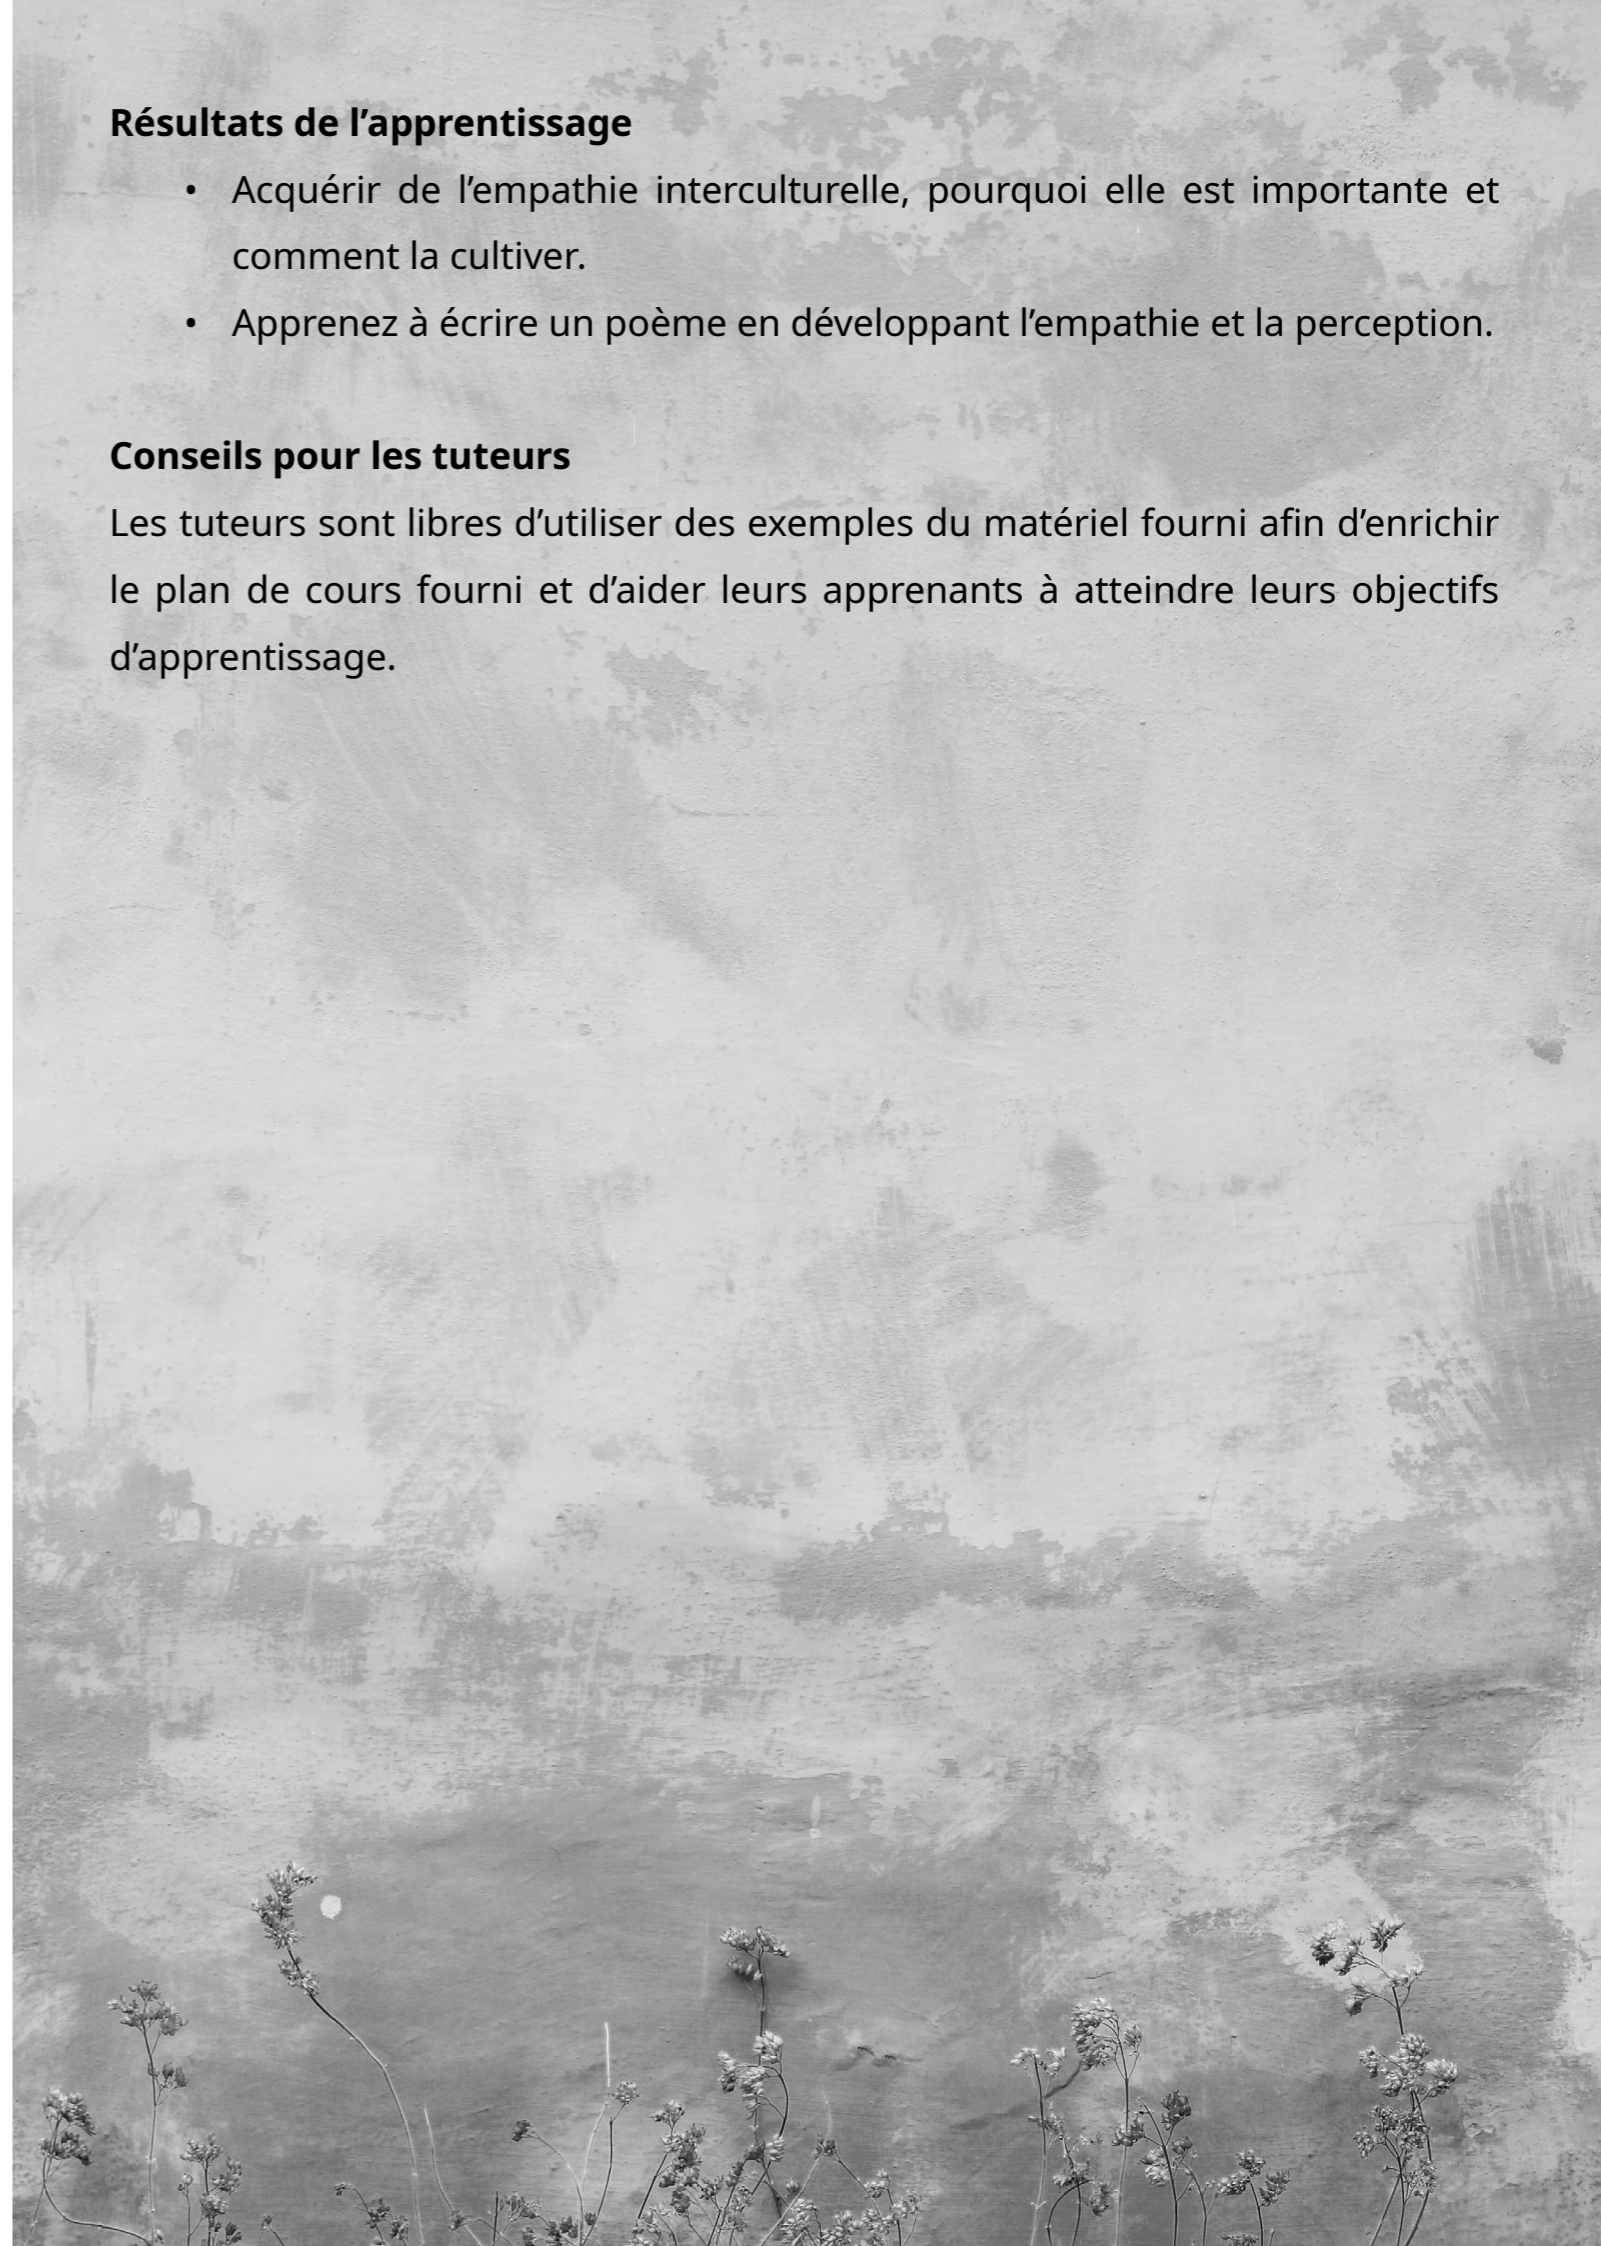 Résultats de l’apprentissage
• Acquérir de l’empathie interculturelle, pourquoi elle est importante et
comment la cultiver.
• Apprenez à écrire un poème en développant l’empathie et la perception.
Conseils pour les tuteurs
Les tuteurs sont libres d’utiliser des exemples du matériel fourni afin d’enrichir
le plan de cours fourni et d’aider leurs apprenants à atteindre leurs objectifs
d’apprentissage.